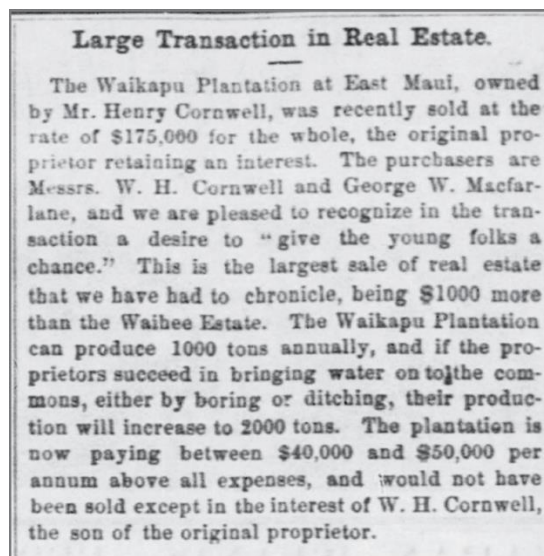 Large Transaction in Real Estate.
The Waikapu Plantation at East Maui, owned
by Mr. Henry Cornwell, was recently sold at the
rate of $175,000 for the whole, the original pro-
prietor retaining an interest. The purchasers are
Messrs. W. H. Cornwell and George W. Macfar-
lane, and we are pleased to recognize in the tran-
saction a desire to "give the young folks a
chance." This is the largest sale of real estate
that we have had to chronicle, being $1000 more
than the Waihee Estate. The Waikapu Plantation
can produce 1000 tons annually, and if the pro-
prietors succeed in bringing water on to the com-
mons, either by boring or ditching, their produc-
tion will increase to 2000 tons. The plantation is
now paying between $40,000 and $50,000 per
annum above all expenses, and would not have
been sold except in the interest of W. H. Cornwell,
the son of the original proprietor.